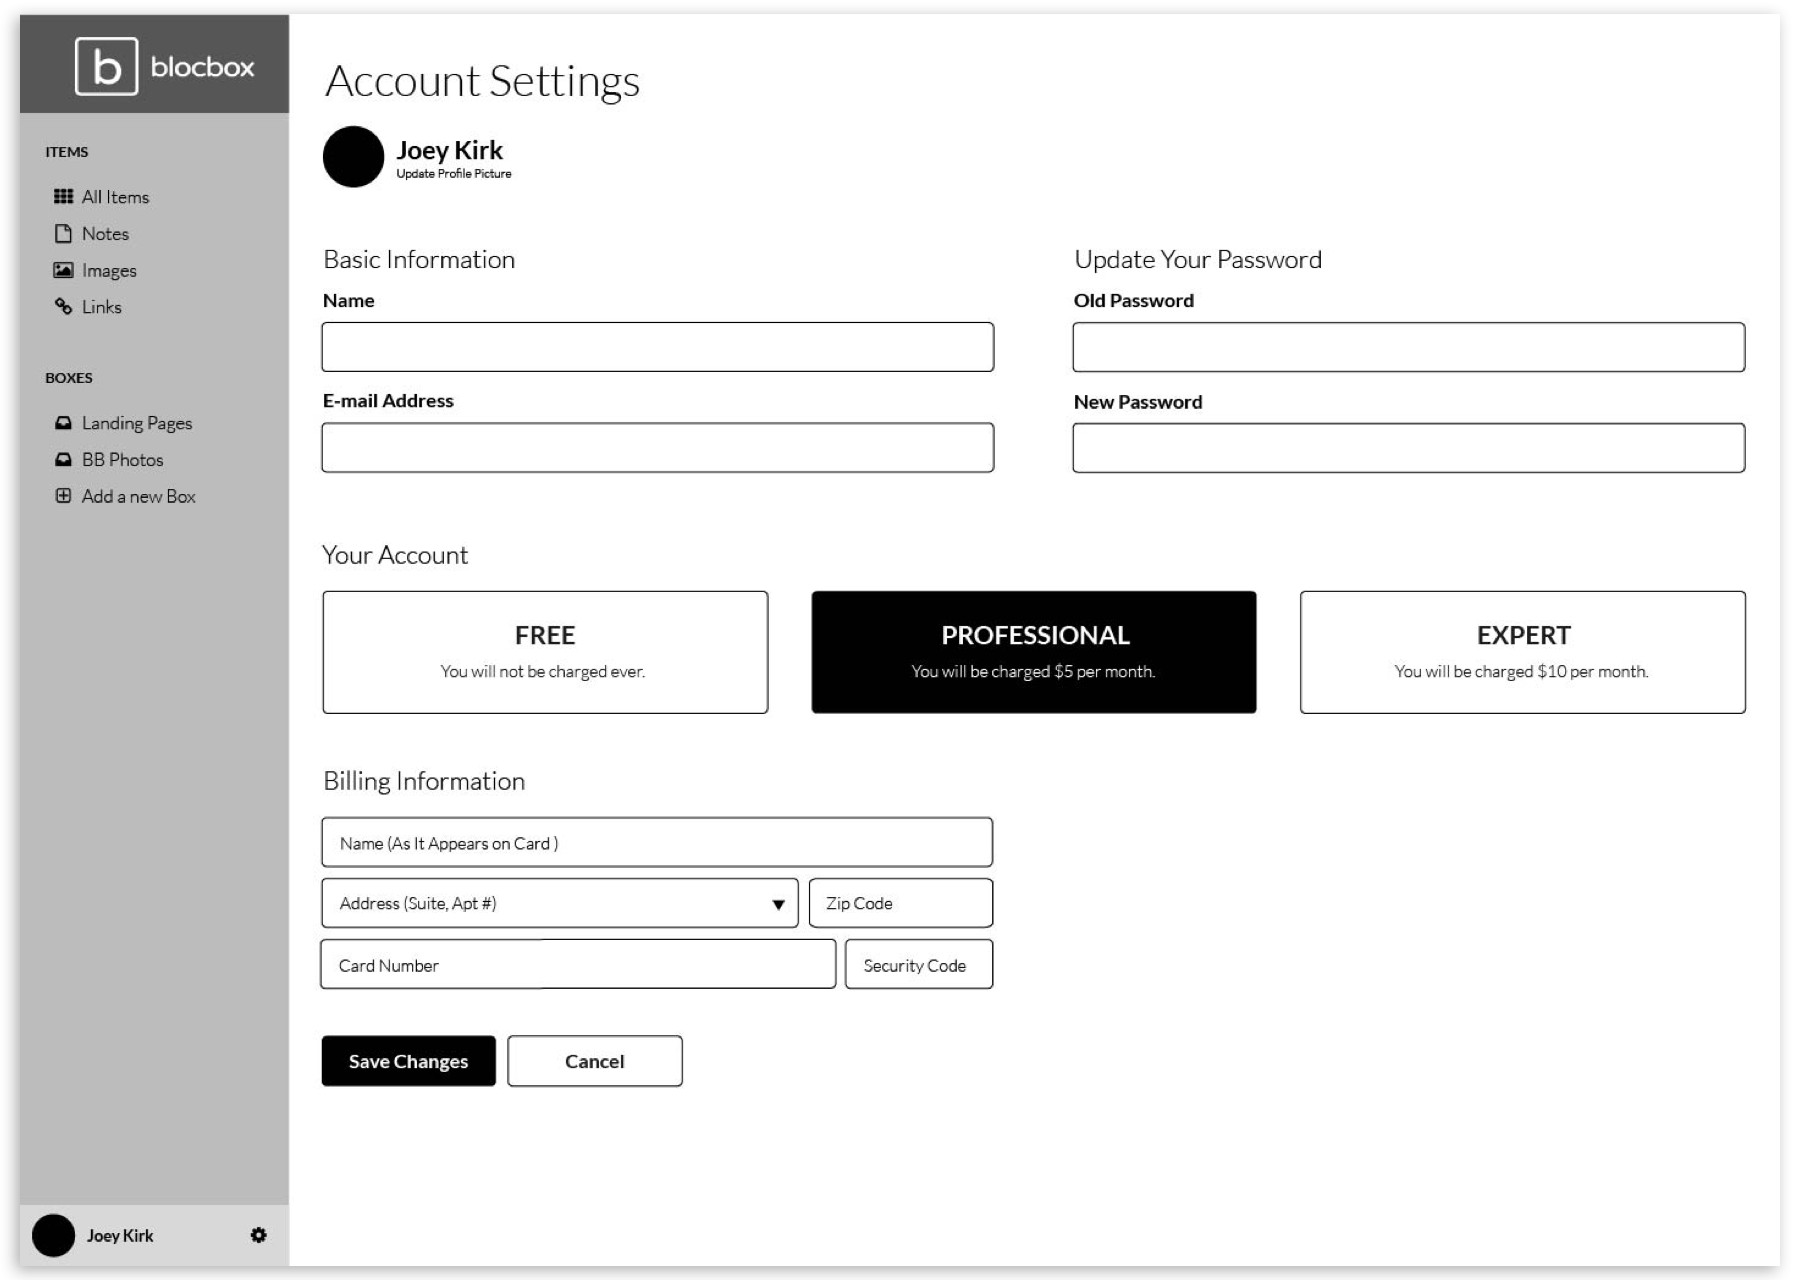 b blocbox
ITEMS
All Items
Notes
Images
Links
BOXES
Landing Pages
BB Photos
Add a new Box
Joey Kirk
Account Settings
Joey Kirk
Update Profile Picture
Basic Information
Name
E-mail Address
Update Your Password
Old Password
New Password
Your Account
FREE
You will not be charged ever.
PROFESSIONAL
You will be charged $5 per month.
EXPERT
You will be charged $10 per month.
Billing Information
Name (As It Appears on Card )
Address (Suite, Apt #)
Zip Code
Card Number
Security Code
Save Changes
Cancel